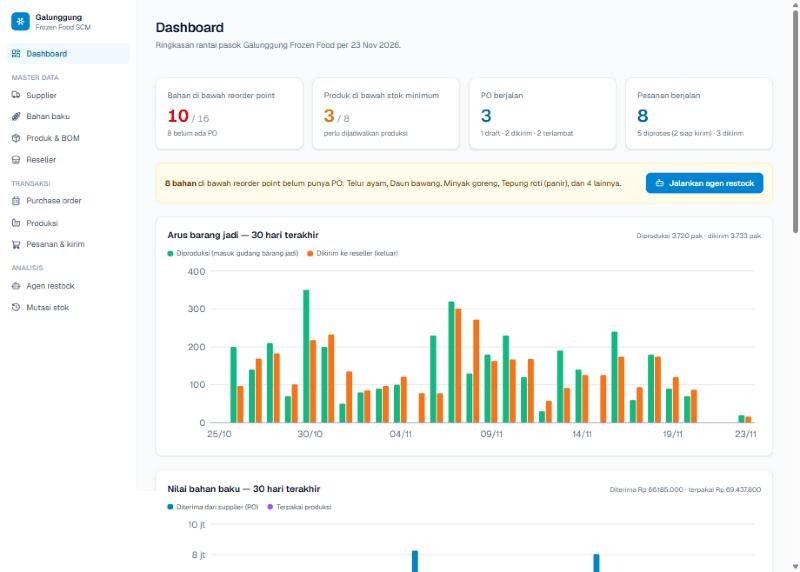 Galunggung
Frozen Food SCM
Dashboard
MASTER DATA
Supplier
Bahan baku
Produk & BOM
Reseller
TRANSAKSI
Purchase order
Produksi
Pesanan & kirim
ANALISIS
Agen restock
Mutasi stok
Dashboard
Ringkasan rantai pasok Galunggung Frozen Food per 23 Nov 2026.
Bahan di bawah reorder point
10 / 16
8 belum ada PO
Produk di bawah stok minimum
3 / 8
perlu dijadwalkan produksi
PO berjalan
3
1 draft · 2 dikirim · 2 terlambat
Pesanan berjalan
8
5 diproses (2 siap kirim) · 3 dikirim
8 bahan di bawah reorder point belum punya PO: Telur ayam, Daun bawang, Minyak goreng, Tepung roti (panir), dan 4 lainnya.
Jalankan agen restock
Arus barang jadi — 30 hari terakhir
Diproduksi 3.720 pak · dikirim 3.733 pak
Diproduksi (masuk gudang barang jadi)
Dikirim ke reseller (keluar)
400
300
200
100
0
25/10 30/10 04/11 09/11 14/11 19/11 23/11
Nilai bahan baku — 30 hari terakhir
Diterima Rp 66.185.000 · terpakai Rp 69.437.800
Diterima dari supplier (PO)
Terpakai produksi
10 jt
8 jt